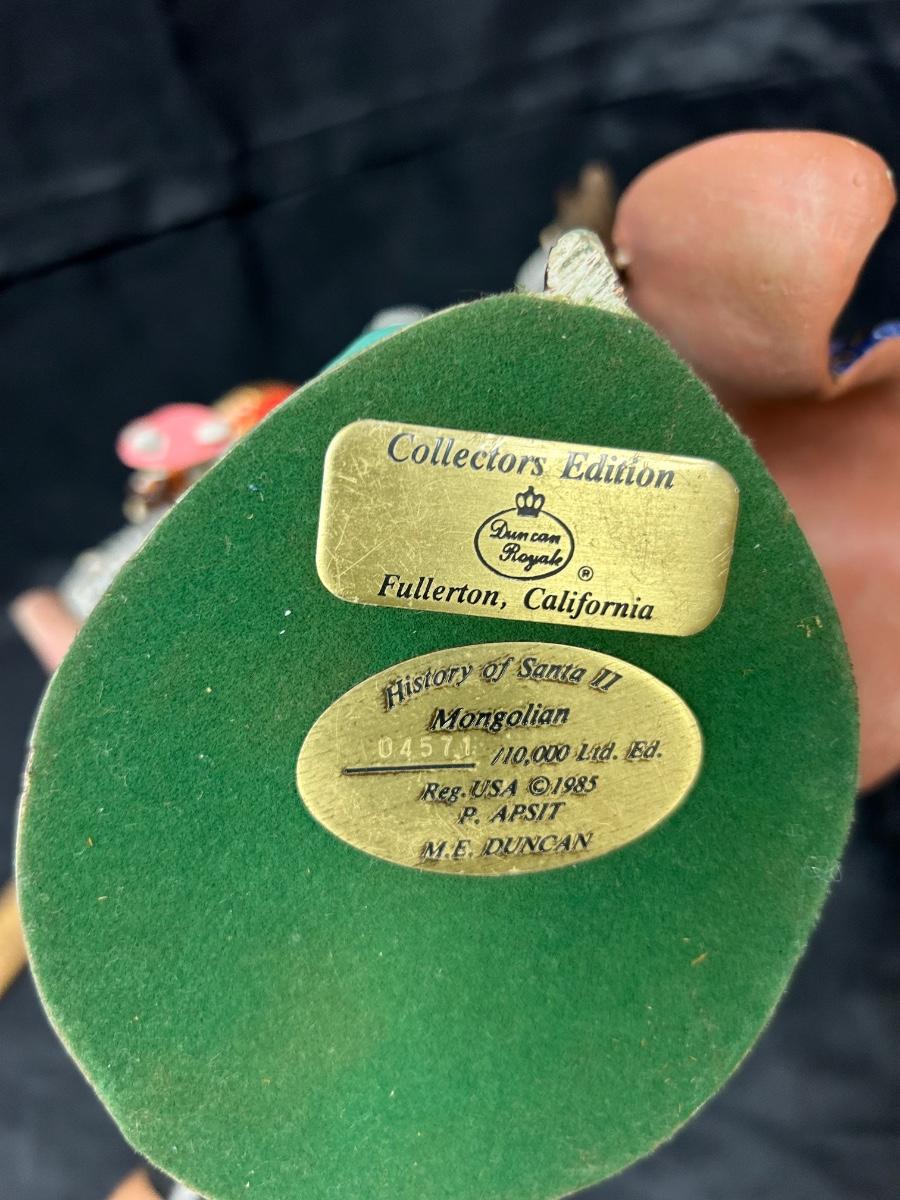 Collectors Edition
Duncan
Royale
®
Fullerton, California
History of Santa II
Mongolian
04571 /10,000 Ltd. Ed.
Reg. USA ©1985
P. APSIT
M.E. DUNCAN